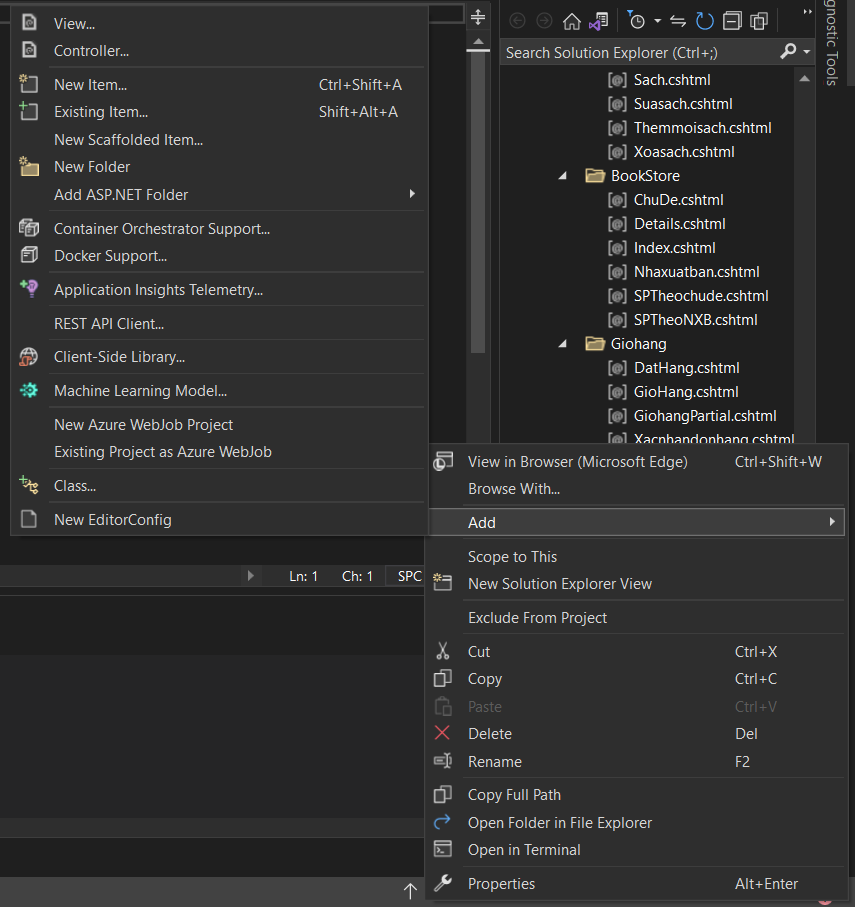 View...
Controller...
New Item... Ctrl+Shift+A
Existing Item... Shift+Alt+A
New Scaffolded Item...
New Folder
Add ASP.NET Folder
Container Orchestrator Support...
Docker Support...
Application Insights Telemetry...
REST API Client...
Client-Side Library...
Machine Learning Model...
New Azure WebJob Project
Existing Project as Azure WebJob
Class...
New EditorConfig
Ln: 1 Ch: 1 SPC
Search Solution Explorer (Ctrl+;)
Sach.cshtml
Suasach.cshtml
Themmoisach.cshtml
Xoasach.cshtml
BookStore
ChuDe.cshtml
Details.cshtml
Index.cshtml
Nhaxuatban.cshtml
SPTheochude.cshtml
SPTheoNXB.cshtml
Giohang
DatHang.cshtml
GioHang.cshtml
GiohangPartial.cshtml
Xacnhandonhang.cshtml
View in Browser (Microsoft Edge) Ctrl+Shift+W
Browse With...
Add
Scope to This
New Solution Explorer View
Exclude From Project
Cut Ctrl+X
Copy Ctrl+C
Paste Ctrl+V
Delete Del
Rename F2
Copy Full Path
Open Folder in File Explorer
Open in Terminal
Properties Alt+Enter
gnostic Tools